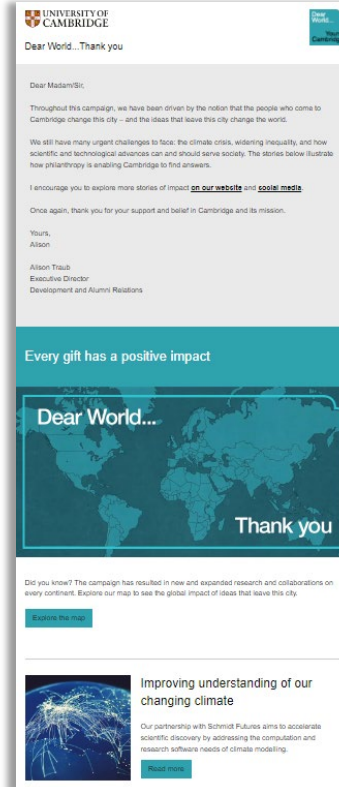 UNIVERSITY OF
CAMBRIDGE
Dear
World...
Your
Cambridge
Dear World...Thank you
Dear Madam/Sir,
Throughout this campaign, we have been driven by the notion that the people who come to
Cambridge change this city – and the ideas that leave this city change the world.
We still have many urgent challenges to face: the climate crisis, widening inequality, and how
scientific and technological advances can and should serve society. The stories below illustrate
how philanthropy is enabling Cambridge to find answers.
I encourage you to explore more stories of impact on our website and social media.
Once again, thank you for your support and belief in Cambridge and its mission.
Yours,
Alison
Alison Traub
Executive Director
Development and Alumni Relations
Every gift has a positive impact
Dear World...
Thank you
Did you know? The campaign has resulted in new and expanded research and collaborations on
every continent. Explore our map to see the global impact of ideas that leave this city.
Explore the map
Improving understanding of our
changing climate
Our partnership with Schmidt Futures aims to accelerate
scientific discovery by addressing the computation and
research software needs of climate modelling.
Read more